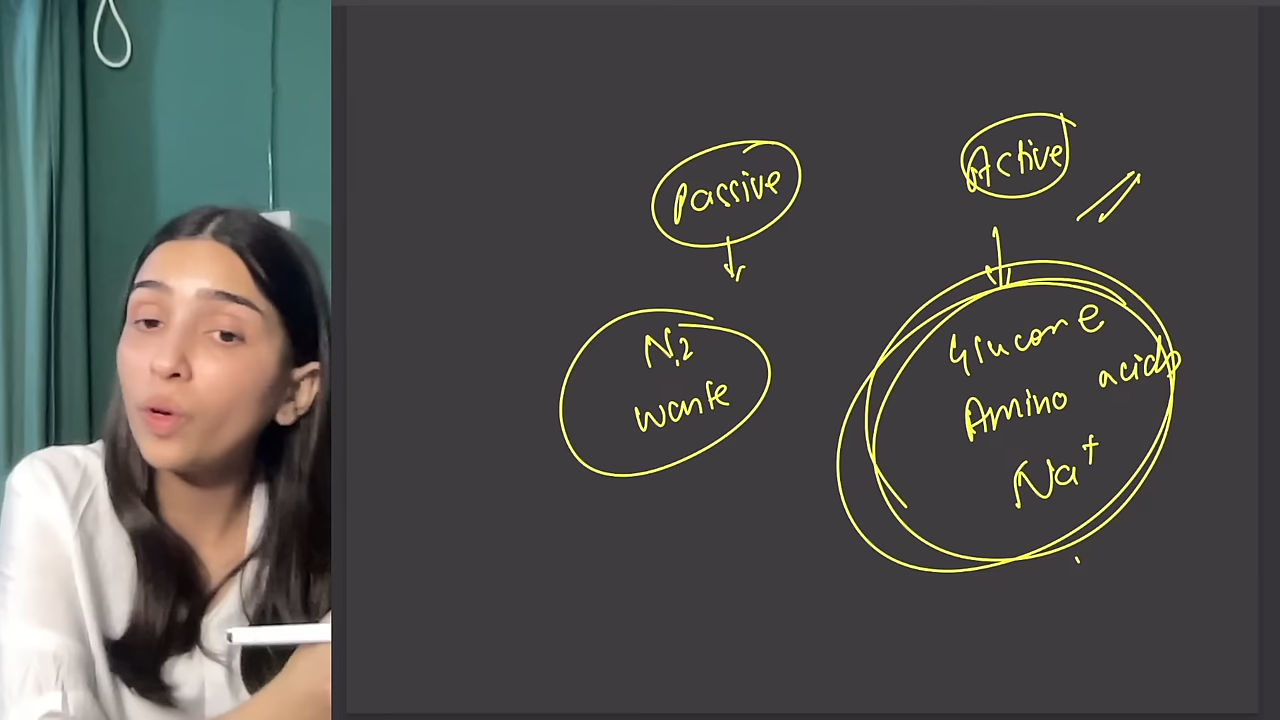 Passive
N2
waste
Active
Glucose
Amino acids
Na+